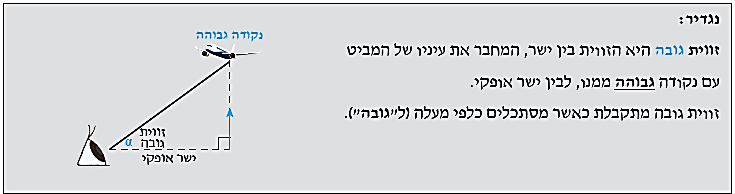 נגדיר:
זווית גובה היא הזווית בין ישר, המחבר את עיניו של המביט
עם נקודה גבוהה ממנו, לבין ישר אופקי.
זווית גובה מתקבלת כאשר מסתכלים כלפי מעלה (ל"גובה").
נקודה גבוהה
זווית
גובה
α
ישר אופקי